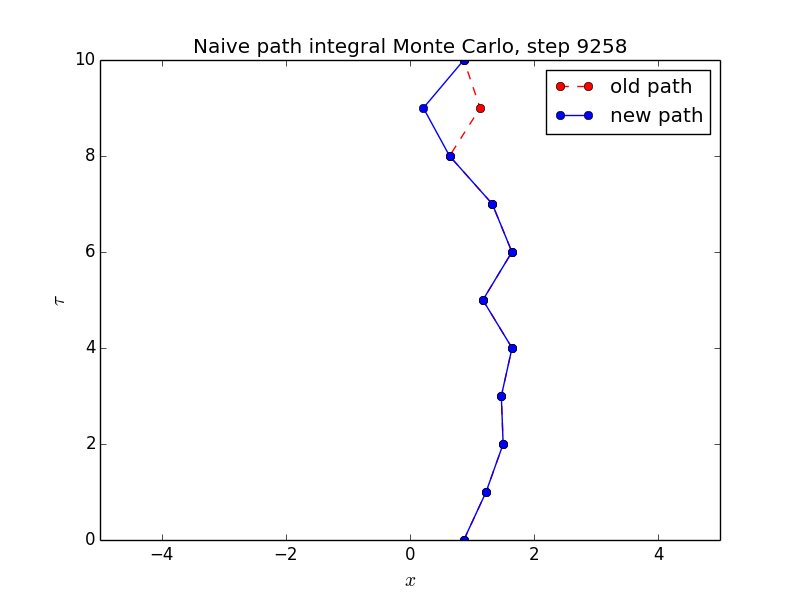 Naive path integral Monte Carlo, step 9258
old path
new path
10
8
6
4
2
0
τ
−4 −2 0 2 4
x